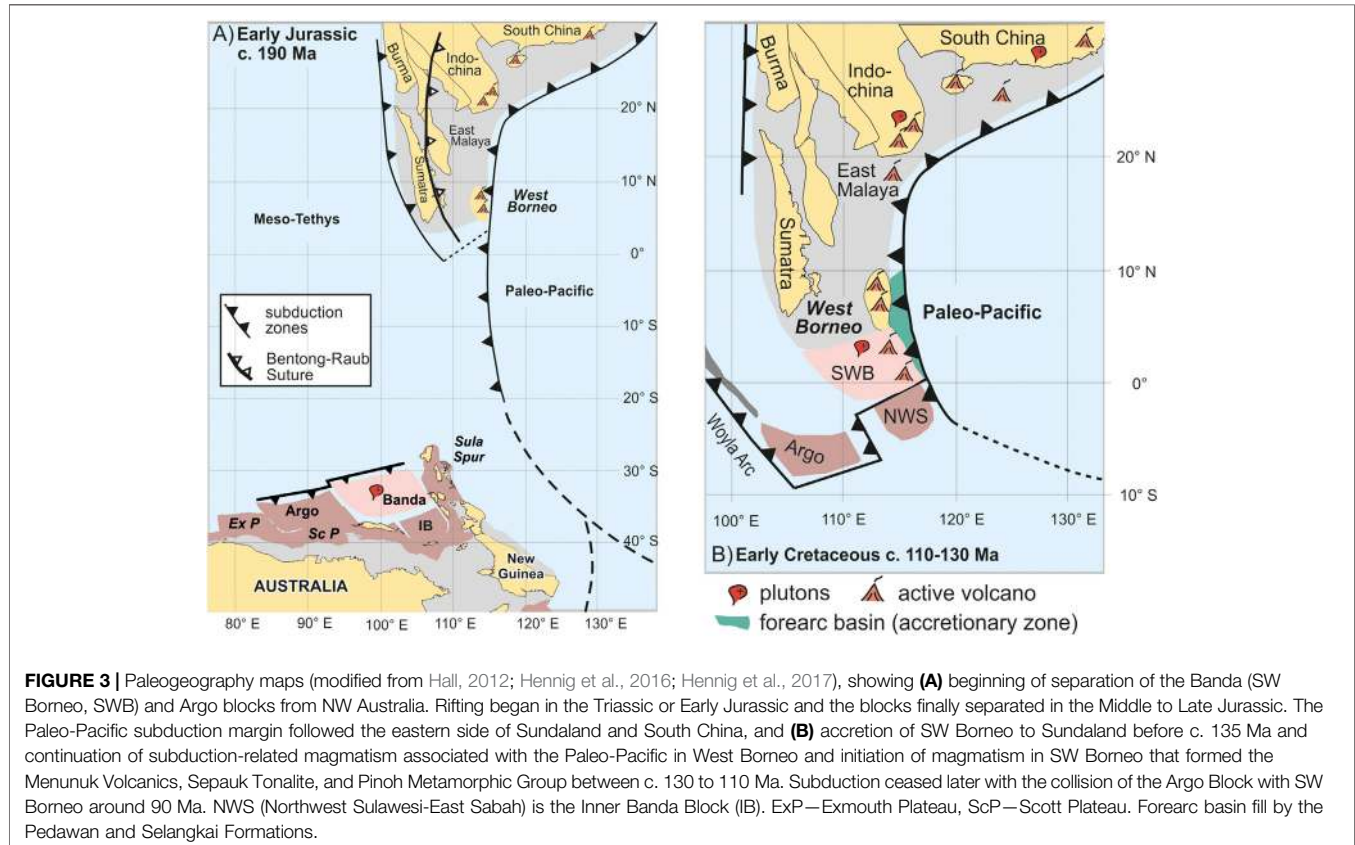 A) Early Jurassic
c. 190 Ma
South China
Burma
Indo-
china
20° N
East
Malaya
Sumatra
10° N
West
Borneo
Meso-Tethys
0°
Paleo-Pacific
subduction
zones
Bentong-Raub
Suture
10° S
20° S
Sula
Spur
30° S
Banda
Argo
Ex P
Sc P
IB
40° S
New
Guinea
AUSTRALIA
80° E 90° E 100° E 110° E 120° E 130° E
South China
Burma
Indo-
china
20° N
East
Malaya
Sumatra
10° N
West
Borneo
Paleo-Pacific
SWB
0°
NWS
Woyla Arc
Argo
10° S
100° E 110° E 120° E 130° E
B) Early Cretaceous c. 110-130 Ma
plutons active volcano
forearc basin (accretionary zone)
FIGURE 3 | Paleogeography maps (modified from Hall, 2012; Hennig et al., 2016; Hennig et al., 2017), showing (A) beginning of separation of the Banda (SW
Borneo, SWB) and Argo blocks from NW Australia. Rifting began in the Triassic or Early Jurassic and the blocks finally separated in the Middle to Late Jurassic. The
Paleo-Pacific subduction margin followed the eastern side of Sundaland and South China, and (B) accretion of SW Borneo to Sundaland before c. 135 Ma and
continuation of subduction-related magmatism associated with the Paleo-Pacific in West Borneo and initiation of magmatism in SW Borneo that formed the
Menunuk Volcanics, Sepauk Tonalite, and Pinoh Metamorphic Group between c. 130 to 110 Ma. Subduction ceased later with the collision of the Argo Block with SW
Borneo around 90 Ma. NWS (Northwest Sulawesi-East Sabah) is the Inner Banda Block (IB). ExP—Exmouth Plateau, ScP—Scott Plateau. Forearc basin fill by the
Pedawan and Selangkai Formations.